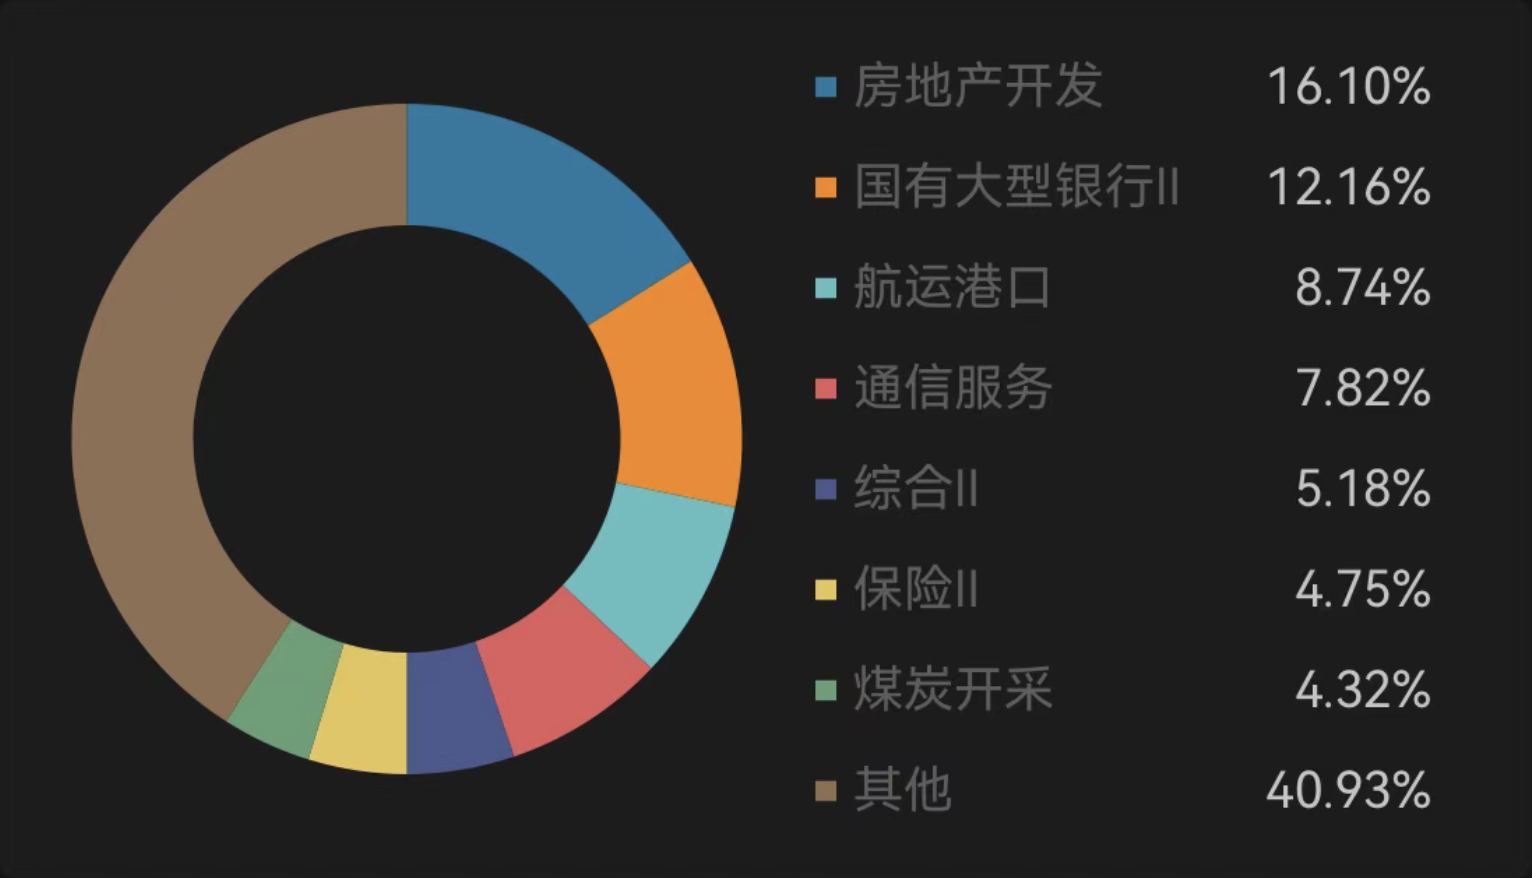 房地产开发 16.10%
国有大型银行II 12.16%
航运港口 8.74%
通信服务 7.82%
综合II 5.18%
保险II 4.75%
煤炭开采 4.32%
其他 40.93%